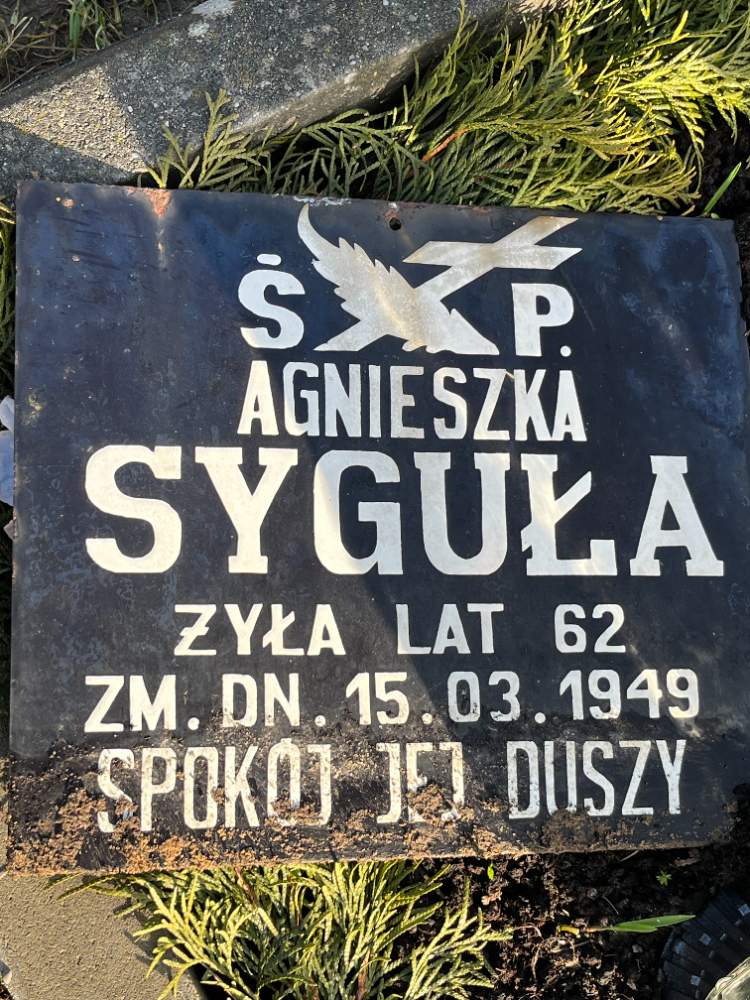 Ś P.
AGNIESZKA
SYGUŁA
ŻYŁA LAT 62
ZM. DN. 15.03.1949
SPOKÓJ JEJ DUSZY